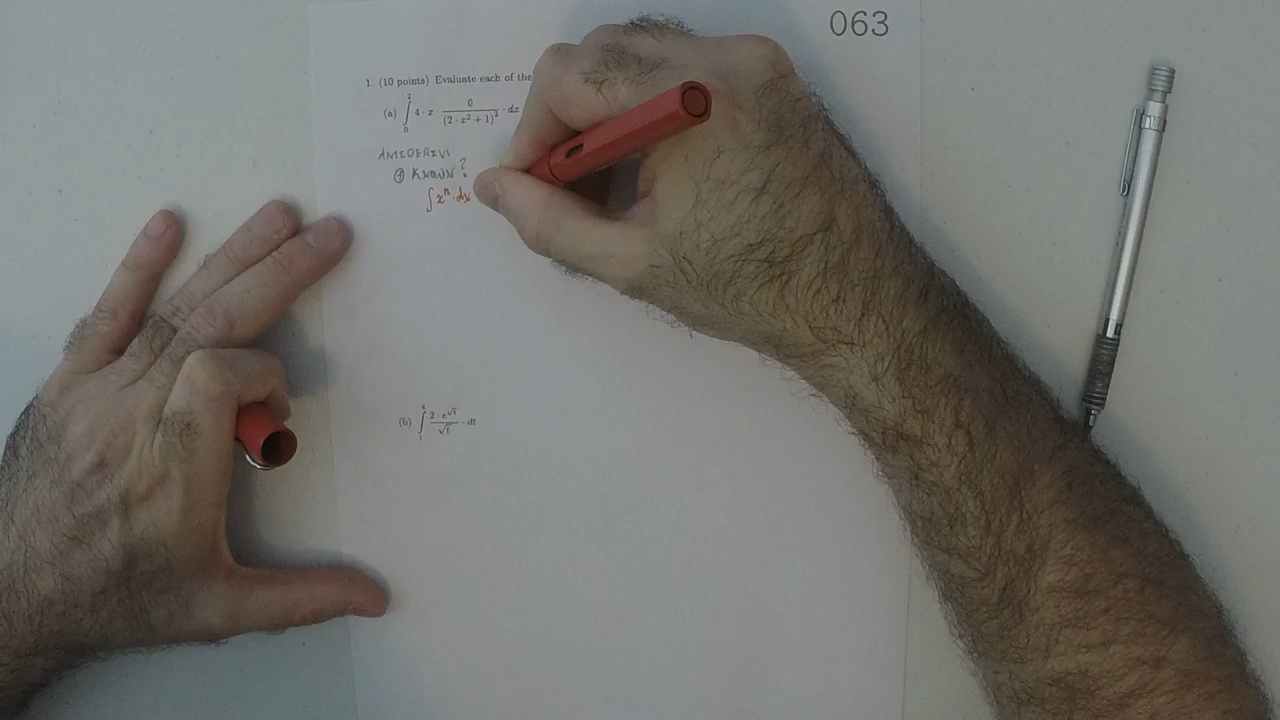 063
1. (10 points) Evaluate each of the
(a) ∫₀² 4 · x · 6 / (2 · x² + 1)³ · dx
ANTIDERIVS
① KNOWN?
∫xⁿ·dx
(b) ∫₁⁴ 2 · e^√t / √t · dt